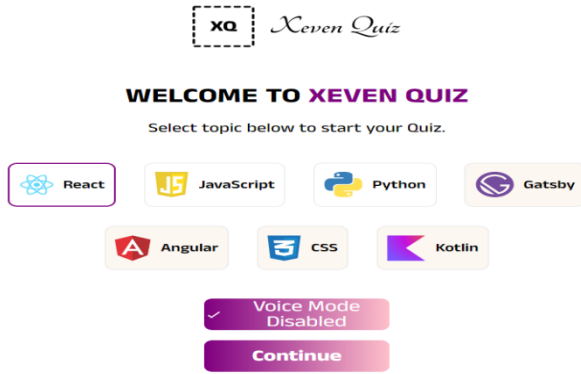 XQ Xeven Quiz
WELCOME TO XEVEN QUIZ
Select topic below to start your Quiz.
React JS JavaScript Python Gatsby
Angular CSS Kotlin
Voice Mode
Disabled
Continue